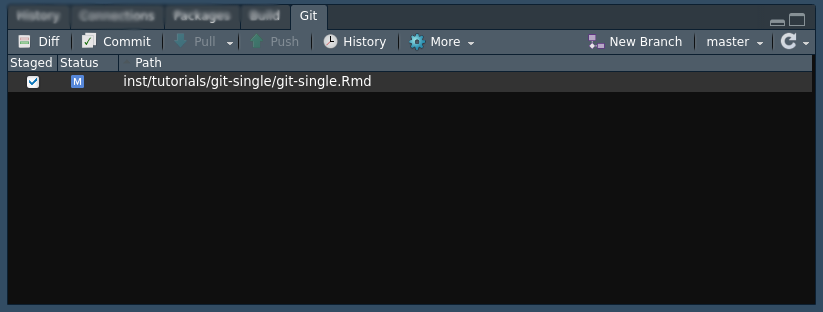 History Connections Packages Build Git
Diff Commit Pull Push History More New Branch master
Staged Status Path
M inst/tutorials/git-single/git-single.Rmd